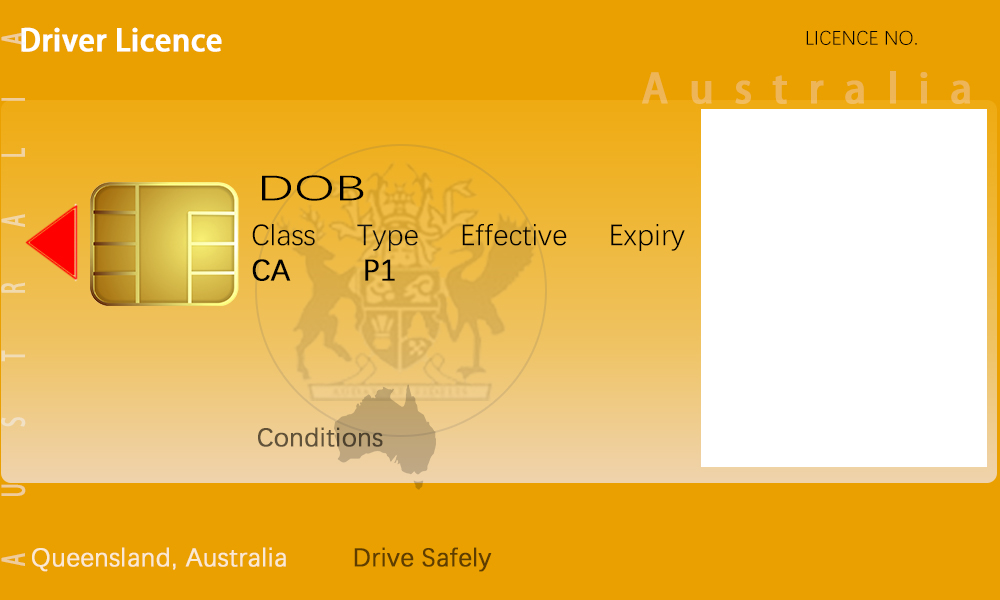 Driver Licence
LICENCE NO.
Australia
AUSTRALIA
DOB
Class Type Effective Expiry
CA P1
Conditions
Queensland, Australia Drive Safely